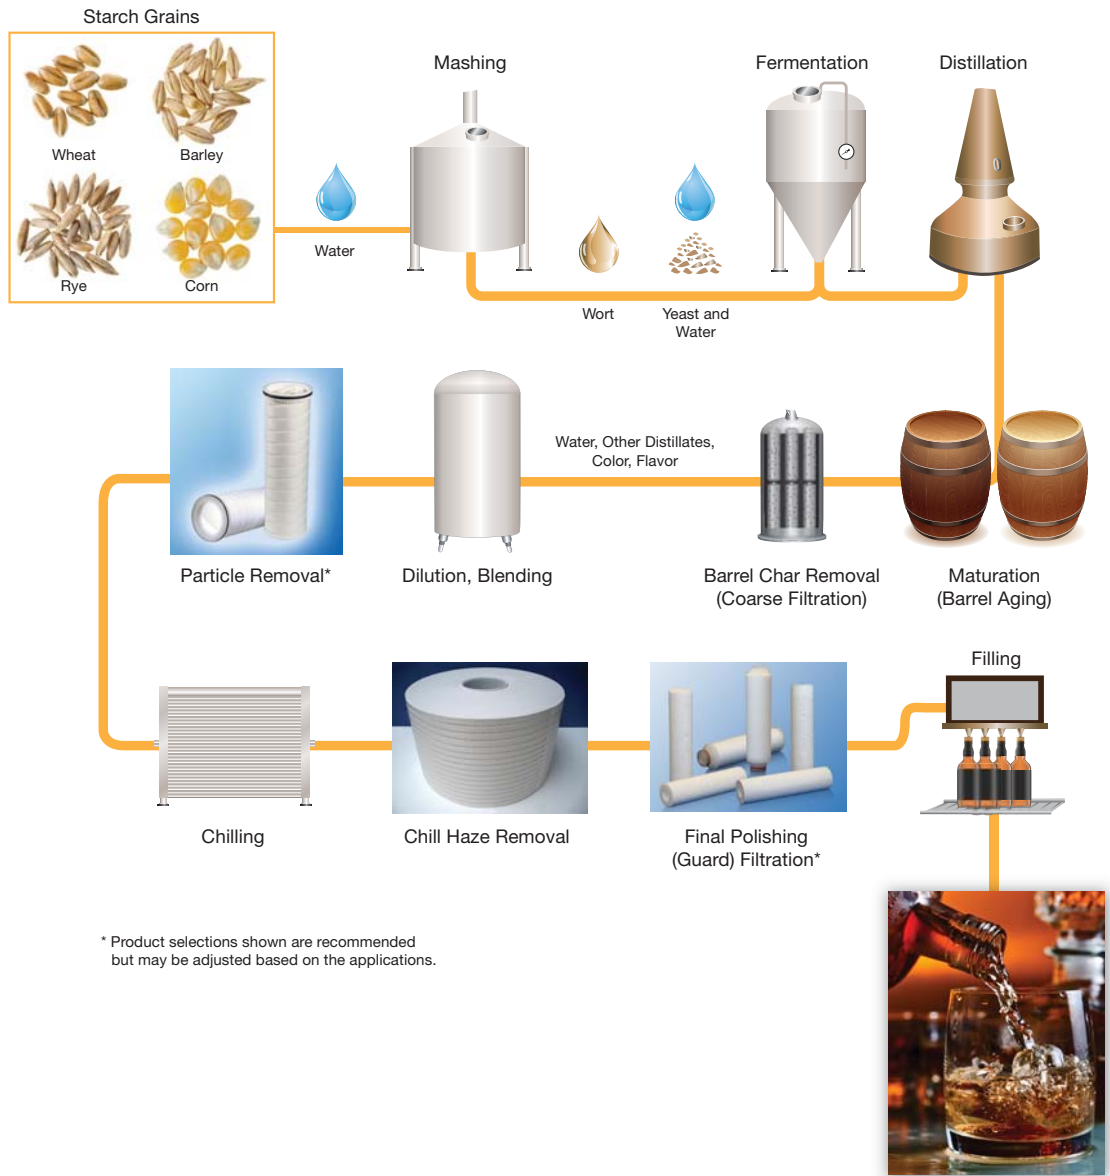 Starch Grains
Wheat
Barley
Rye
Corn
Water
Mashing
Wort
Yeast and
Water
Fermentation
Distillation
Maturation
(Barrel Aging)
Barrel Char Removal
(Coarse Filtration)
Water, Other Distillates,
Color, Flavor
Dilution, Blending
Particle Removal*
Chilling
Chill Haze Removal
Final Polishing
(Guard) Filtration*
Filling
* Product selections shown are recommended
but may be adjusted based on the applications.